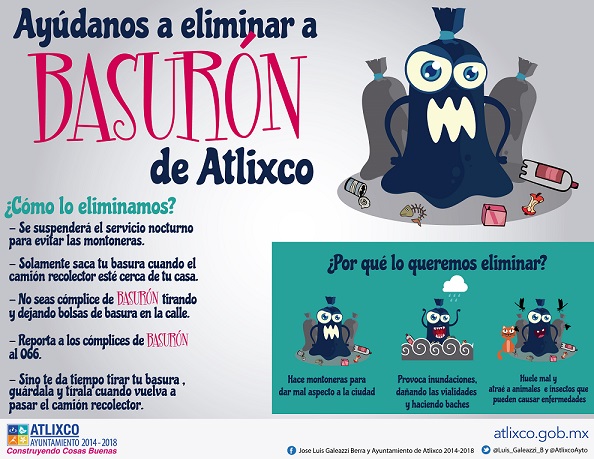 Ayúdanos a eliminar a
BASURÓN
de Atlixco
¿Cómo lo eliminamos?
– Se suspenderá el servicio nocturno
para evitar las montoneras.
– Solamente saca tu basura cuando el
camión recolector esté cerca de tu casa.
– No seas cómplice de BASURÓN tirando
y dejando bolsas de basura en la calle.
– Reporta a los cómplices de BASURÓN
al 066.
– Sino te da tiempo tirar tu basura ,
guárdala y tírala cuando vuelva a
pasar el camión recolector.
¿Por qué lo queremos eliminar?
Hace montoneras para
dar mal aspecto a la ciudad
Provoca inundaciones,
dañando las vialidades
y haciendo baches
Huele mal y
atraé a animales e insectos que
pueden causar enfermedades
ATLIXCO
AYUNTAMIENTO 2014-2018
Construyendo Cosas Buenas
atlixco.gob.mx
Jose Luis Galeazzi Berra y Ayuntamiento de Atlixco 2014-2018
@Luis_Galeazzi_B y @AtlixcoAyto